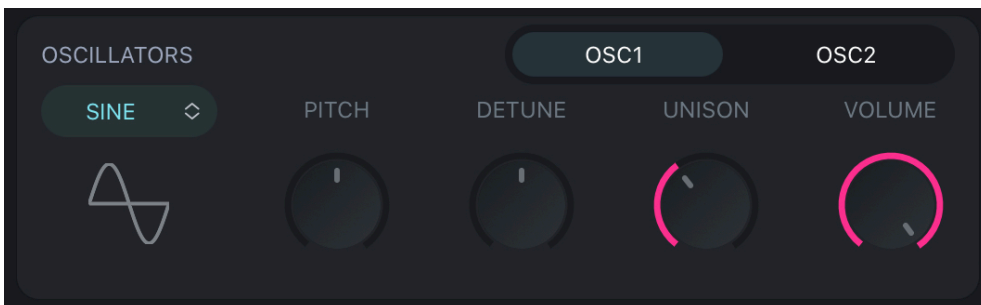 OSCILLATORS
OSC1 OSC2
SINE
PITCH DETUNE UNISON VOLUME